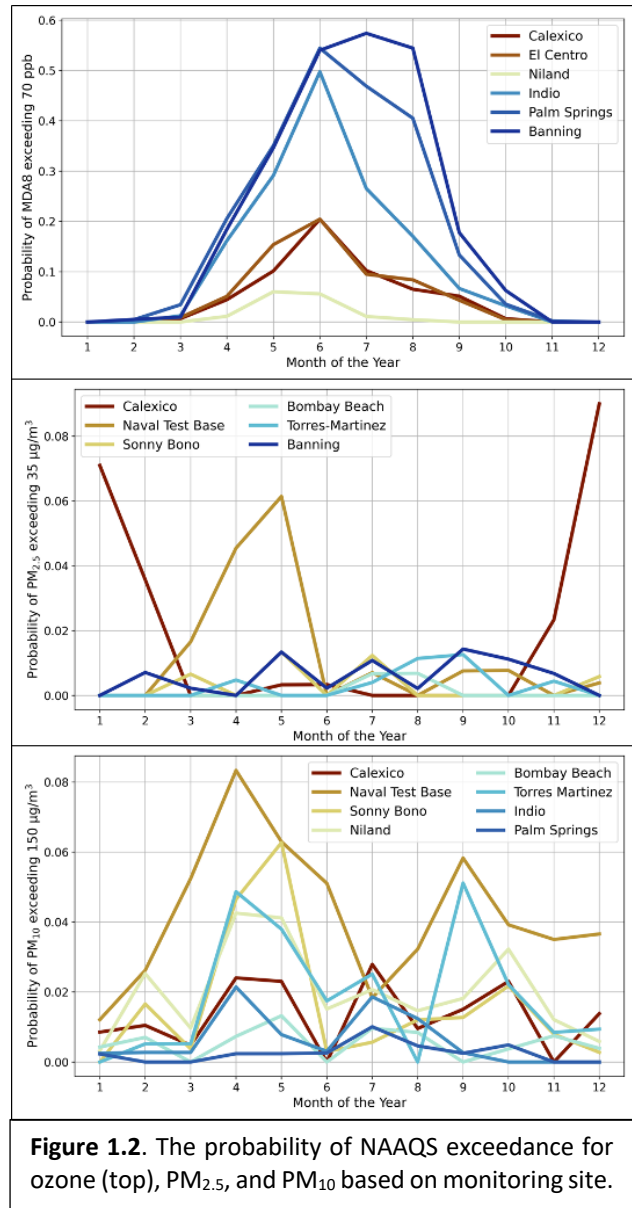 Probability of MDA8 exceeding 70 ppb
0.6
0.5
0.4
0.3
0.2
0.1
0.0
Calexico
El Centro
Niland
Indio
Palm Springs
Banning
1 2 3 4 5 6 7 8 9 10 11 12
Month of the Year
Probability of PM2.5 exceeding 35 μg/m³
0.08
0.06
0.04
0.02
0.00
Calexico Bombay Beach
Naval Test Base Torres-Martinez
Sonny Bono Banning
1 2 3 4 5 6 7 8 9 10 11 12
Month of the Year
Probability of PM10 exceeding 150 μg/m³
0.08
0.06
0.04
0.02
0.00
Calexico Bombay Beach
Naval Test Base Torres Martinez
Sonny Bono Indio
Niland Palm Springs
1 2 3 4 5 6 7 8 9 10 11 12
Month of the Year
Figure 1.2. The probability of NAAQS exceedance for
ozone (top), PM2.5, and PM10 based on monitoring site.